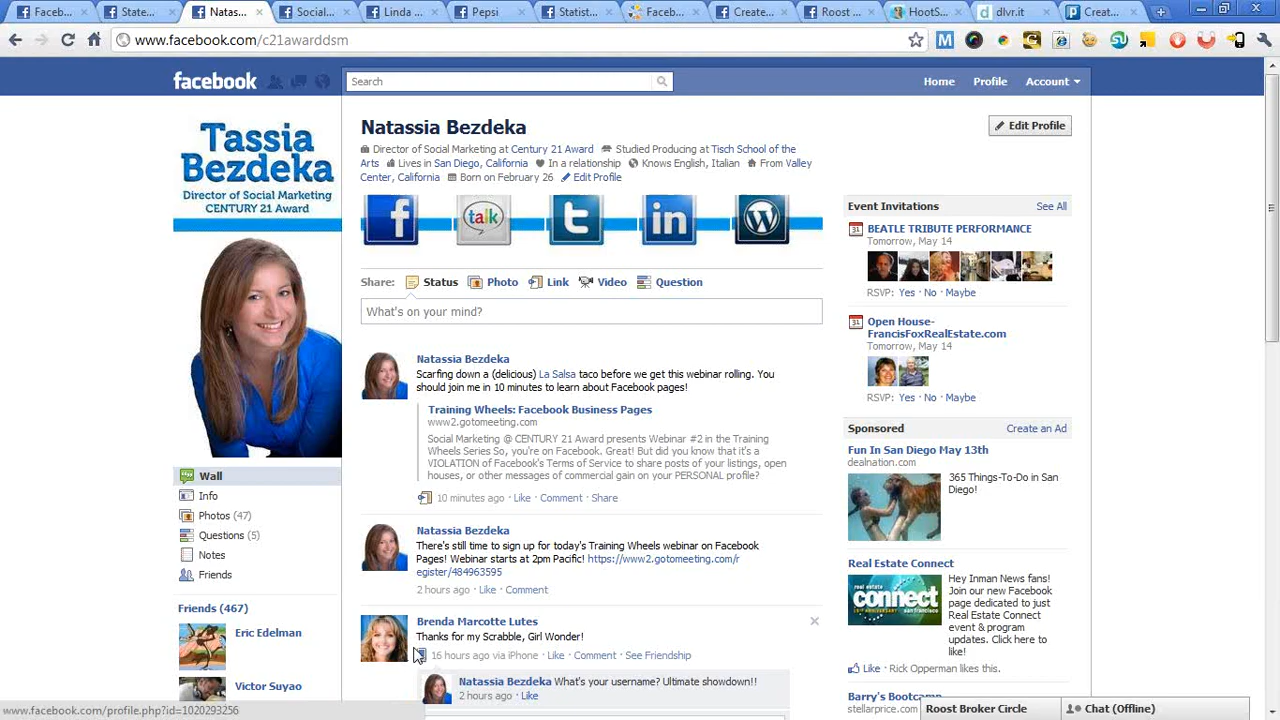 Faceb...
State...
Natas...
Social...
Linda ...
Pepsi
Statist...
Faceb...
Create...
Roost ...
HootS...
dlvr.it
Creat...
www.facebook.com/c21awarddsm
facebook
Search
Home Profile Account
Tassia
Bezdeka
Director of Social Marketing
CENTURY 21 Award
Natassia Bezdeka
Edit Profile
Director of Social Marketing at Century 21 Award Studied Producing at Tisch School of the
Arts Lives in San Diego, California In a relationship Knows English, Italian From Valley
Center, California Born on February 26 Edit Profile
talk
Share: Status Photo Link Video Question
What's on your mind?
Natassia Bezdeka
Scarfing down a (delicious) La Salsa taco before we get this webinar rolling. You
should join me in 10 minutes to learn about Facebook pages!
Training Wheels: Facebook Business Pages
www2.gotomeeting.com
Social Marketing @ CENTURY 21 Award presents Webinar #2 in the Training
Wheels Series So, you're on Facebook. Great! But did you know that it's a
VIOLATION of Facebook's Terms of Service to share posts of your listings, open
houses, or other messages of commercial gain on your PERSONAL profile?
10 minutes ago · Like · Comment · Share
Natassia Bezdeka
There's still time to sign up for today's Training Wheels webinar on Facebook
Pages! Webinar starts at 2pm Pacific! https://www2.gotomeeting.com/r
egister/484963595
2 hours ago · Like · Comment
Brenda Marcotte Lutes
Thanks for my Scrabble, Girl Wonder!
16 hours ago via iPhone · Like · Comment · See Friendship
Natassia Bezdeka What's your username? Ultimate showdown!!
2 hours ago · Like
Wall
Info
Photos (47)
Questions (5)
Notes
Friends
Friends (467)
Eric Edelman
Victor Suyao
Event Invitations See All
31
BEATLE TRIBUTE PERFORMANCE
Tomorrow, May 14
RSVP: Yes · No · Maybe
31
Open House-
FrancisFoxRealEstate.com
Tomorrow, May 14
RSVP: Yes · No · Maybe
Sponsored Create an Ad
Fun In San Diego May 13th
dealnation.com
365 Things-To-Do in San
Diego!
Real Estate Connect
real estate
connect
Hey Inman News fans!
Join our new Facebook
page dedicated to just
Real Estate Connect
event & program
updates. Click here to
like!
Like · Rick Opperman likes this.
Barry's Bootcamp
stellarprice.com
Roost Broker Circle
Chat (Offline)
www.facebook.com/profile.php?id=1020293256